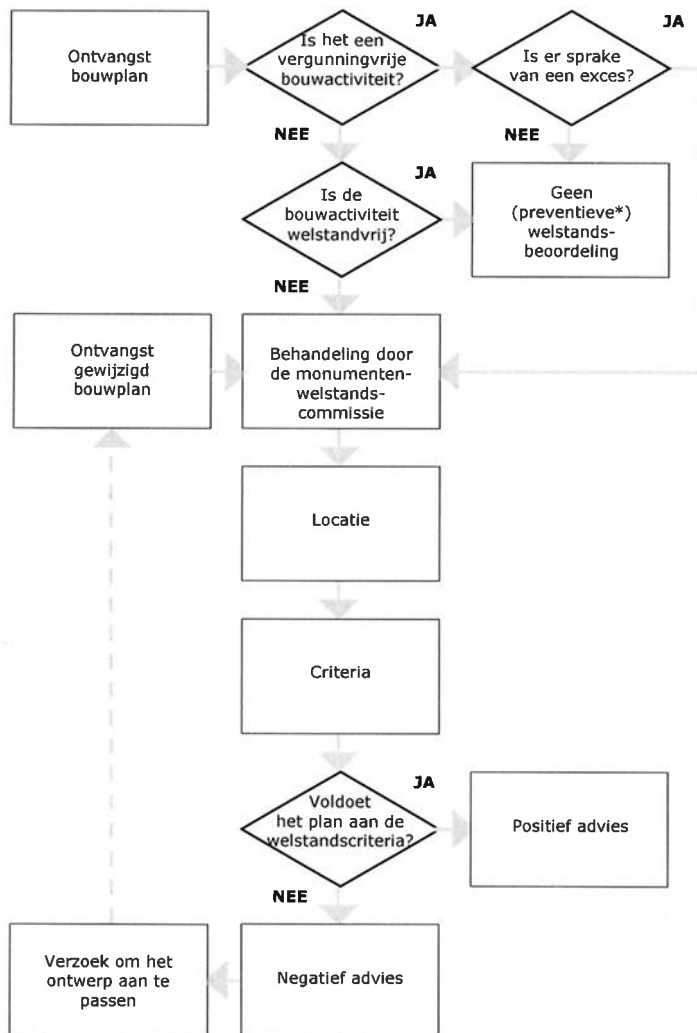 Ontvangst
bouwplan
Is het een
vergunningvrije
bouwactiviteit?
JA
Is er sprake
van een exces?
JA
NEE
NEE
Is de
bouwactiviteit
welstandvrij?
JA
Geen
(preventieve*)
welstands-
beoordeling
NEE
Ontvangst
gewijzigd
bouwplan
Behandeling door
de monumenten-
welstands-
commissie
Locatie
Criteria
Voldoet
het plan aan de
welstandscriteria?
JA
Positief advies
NEE
Verzoek om het
ontwerp aan te
passen
Negatief advies